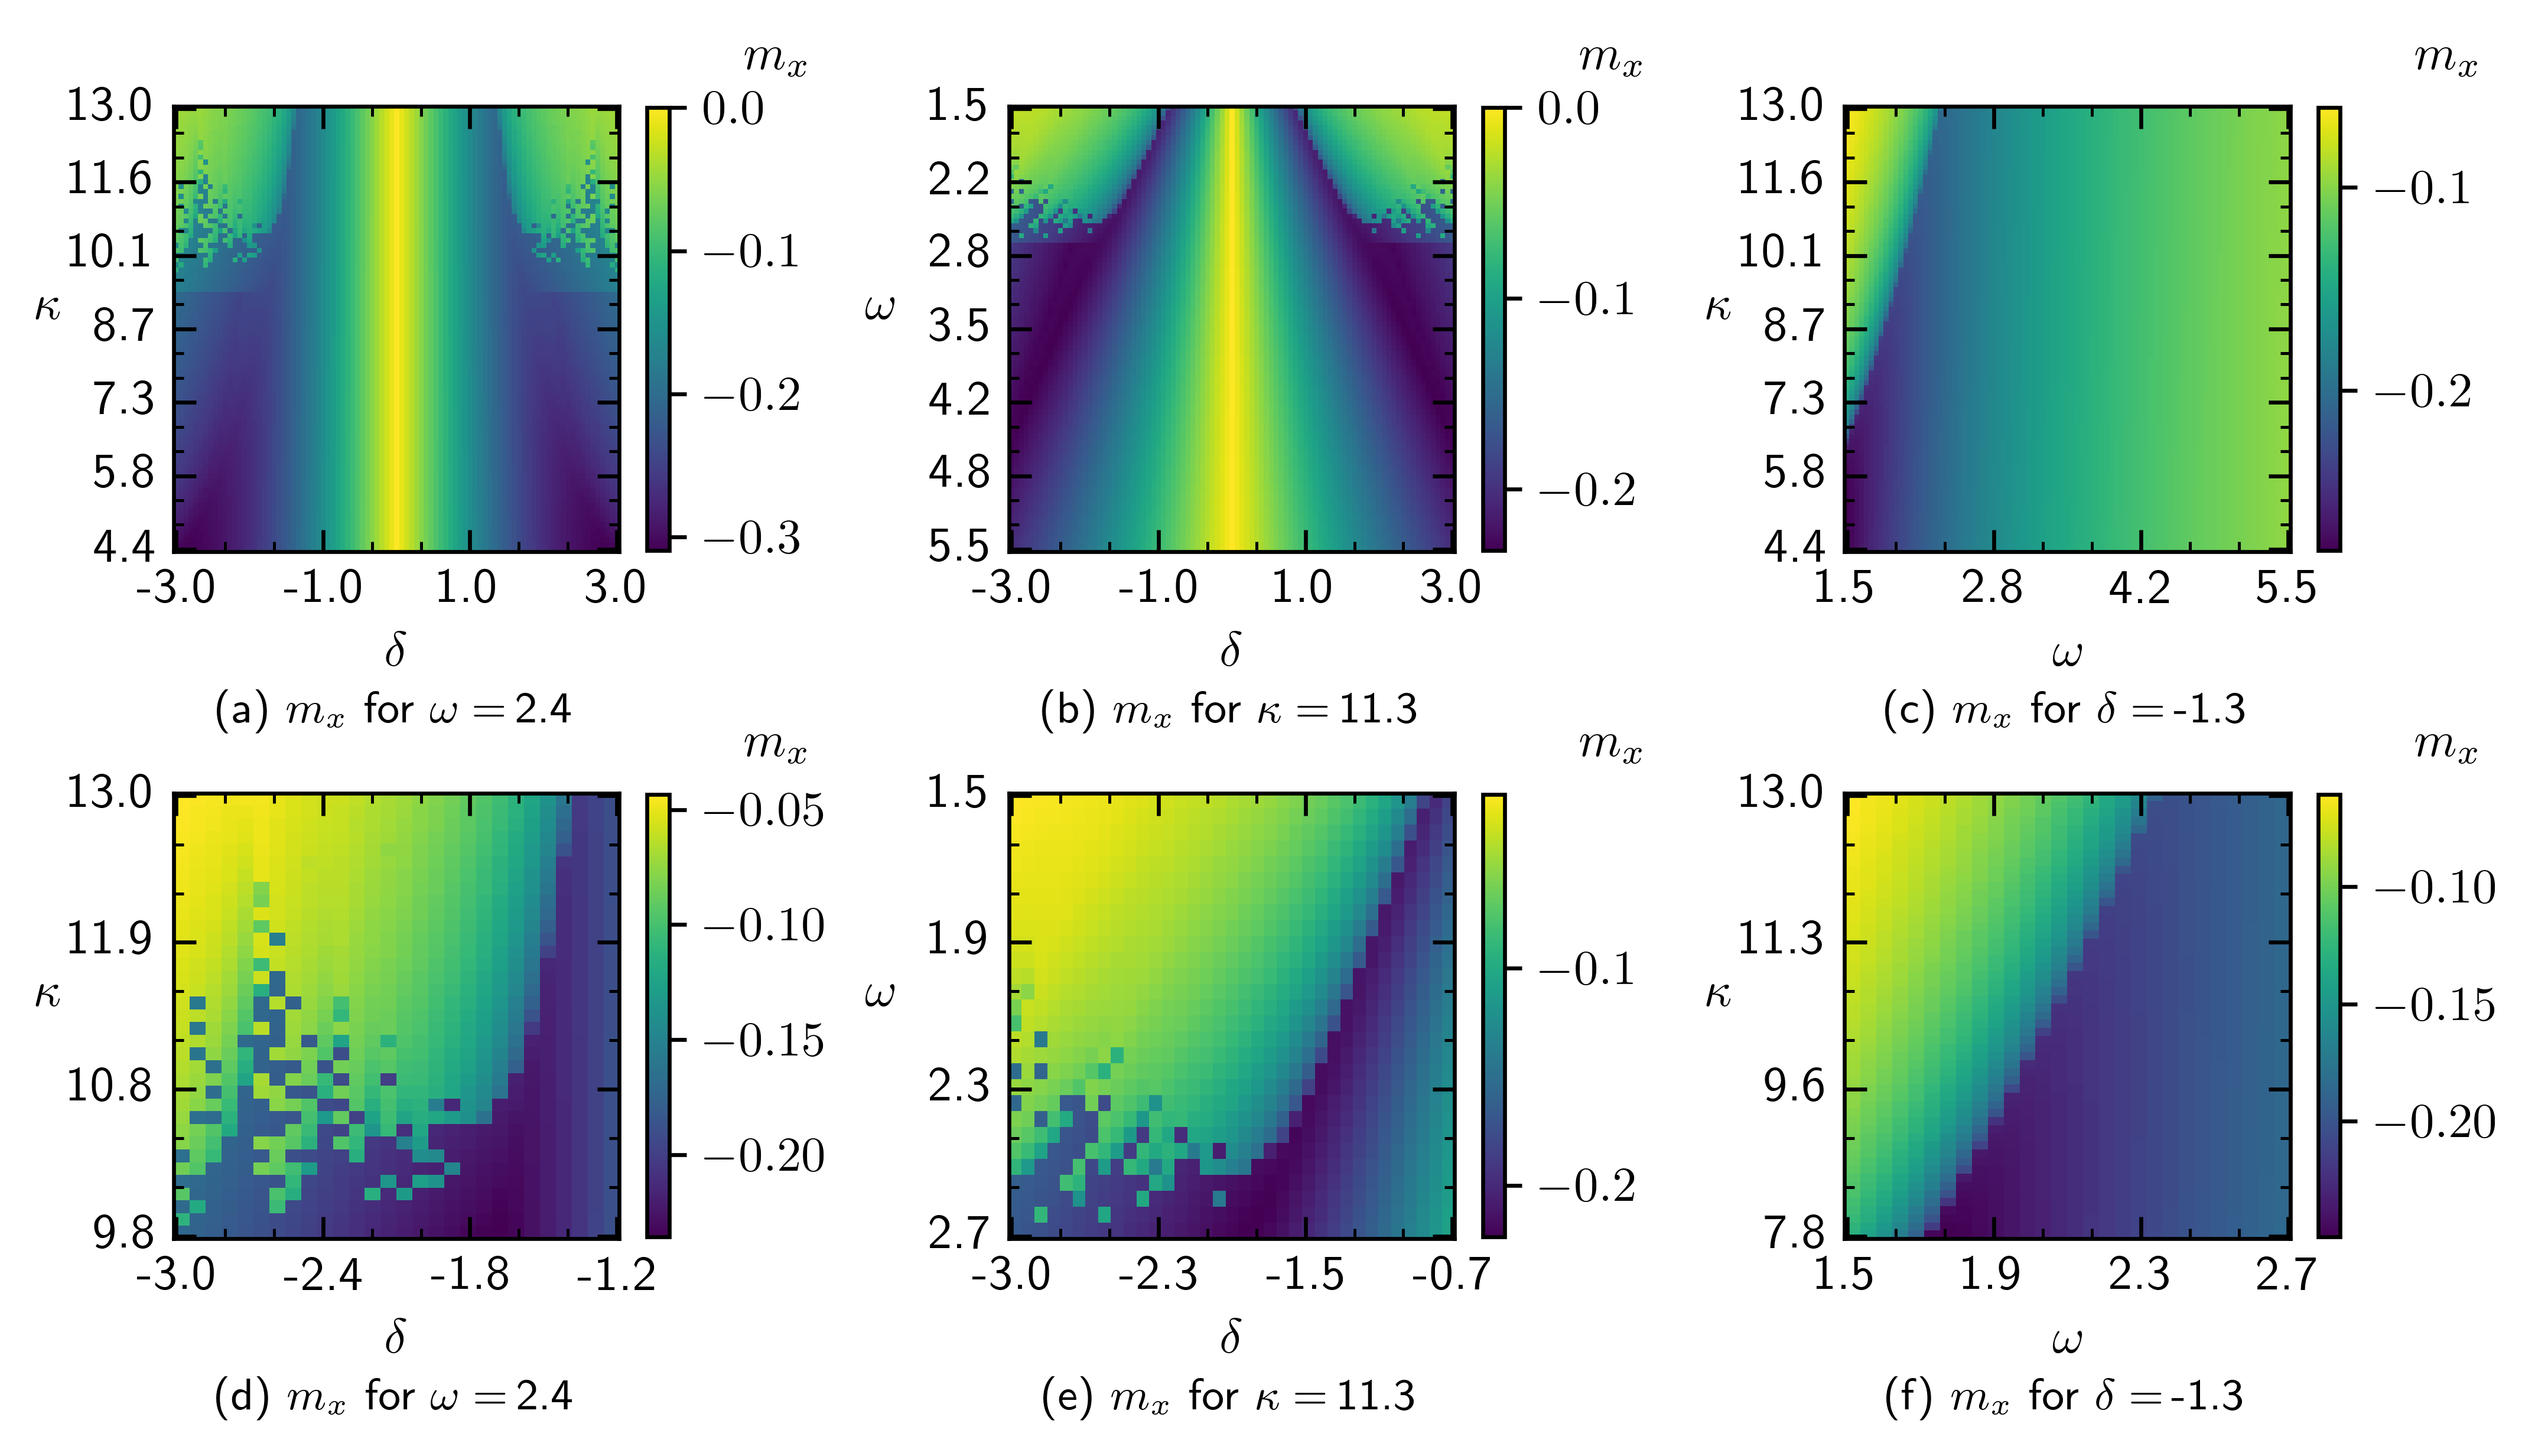 m_x
13.0
11.6
10.1
8.7
7.3
5.8
4.4
κ
-3.0 -1.0 1.0 3.0
δ
0.0
−0.1
−0.2
−0.3
(a) m_x for ω = 2.4
m_x
1.5
2.2
2.8
3.5
4.2
4.8
5.5
ω
-3.0 -1.0 1.0 3.0
δ
0.0
−0.1
−0.2
(b) m_x for κ = 11.3
m_x
13.0
11.6
10.1
8.7
7.3
5.8
4.4
κ
1.5 2.8 4.2 5.5
ω
−0.1
−0.2
(c) m_x for δ = -1.3
m_x
13.0
11.9
10.8
9.8
κ
-3.0 -2.4 -1.8 -1.2
δ
−0.05
−0.10
−0.15
−0.20
(d) m_x for ω = 2.4
m_x
1.5
1.9
2.3
2.7
ω
-3.0 -2.3 -1.5 -0.7
δ
−0.1
−0.2
(e) m_x for κ = 11.3
m_x
13.0
11.3
9.6
7.8
κ
1.5 1.9 2.3 2.7
ω
−0.10
−0.15
−0.20
(f) m_x for δ = -1.3